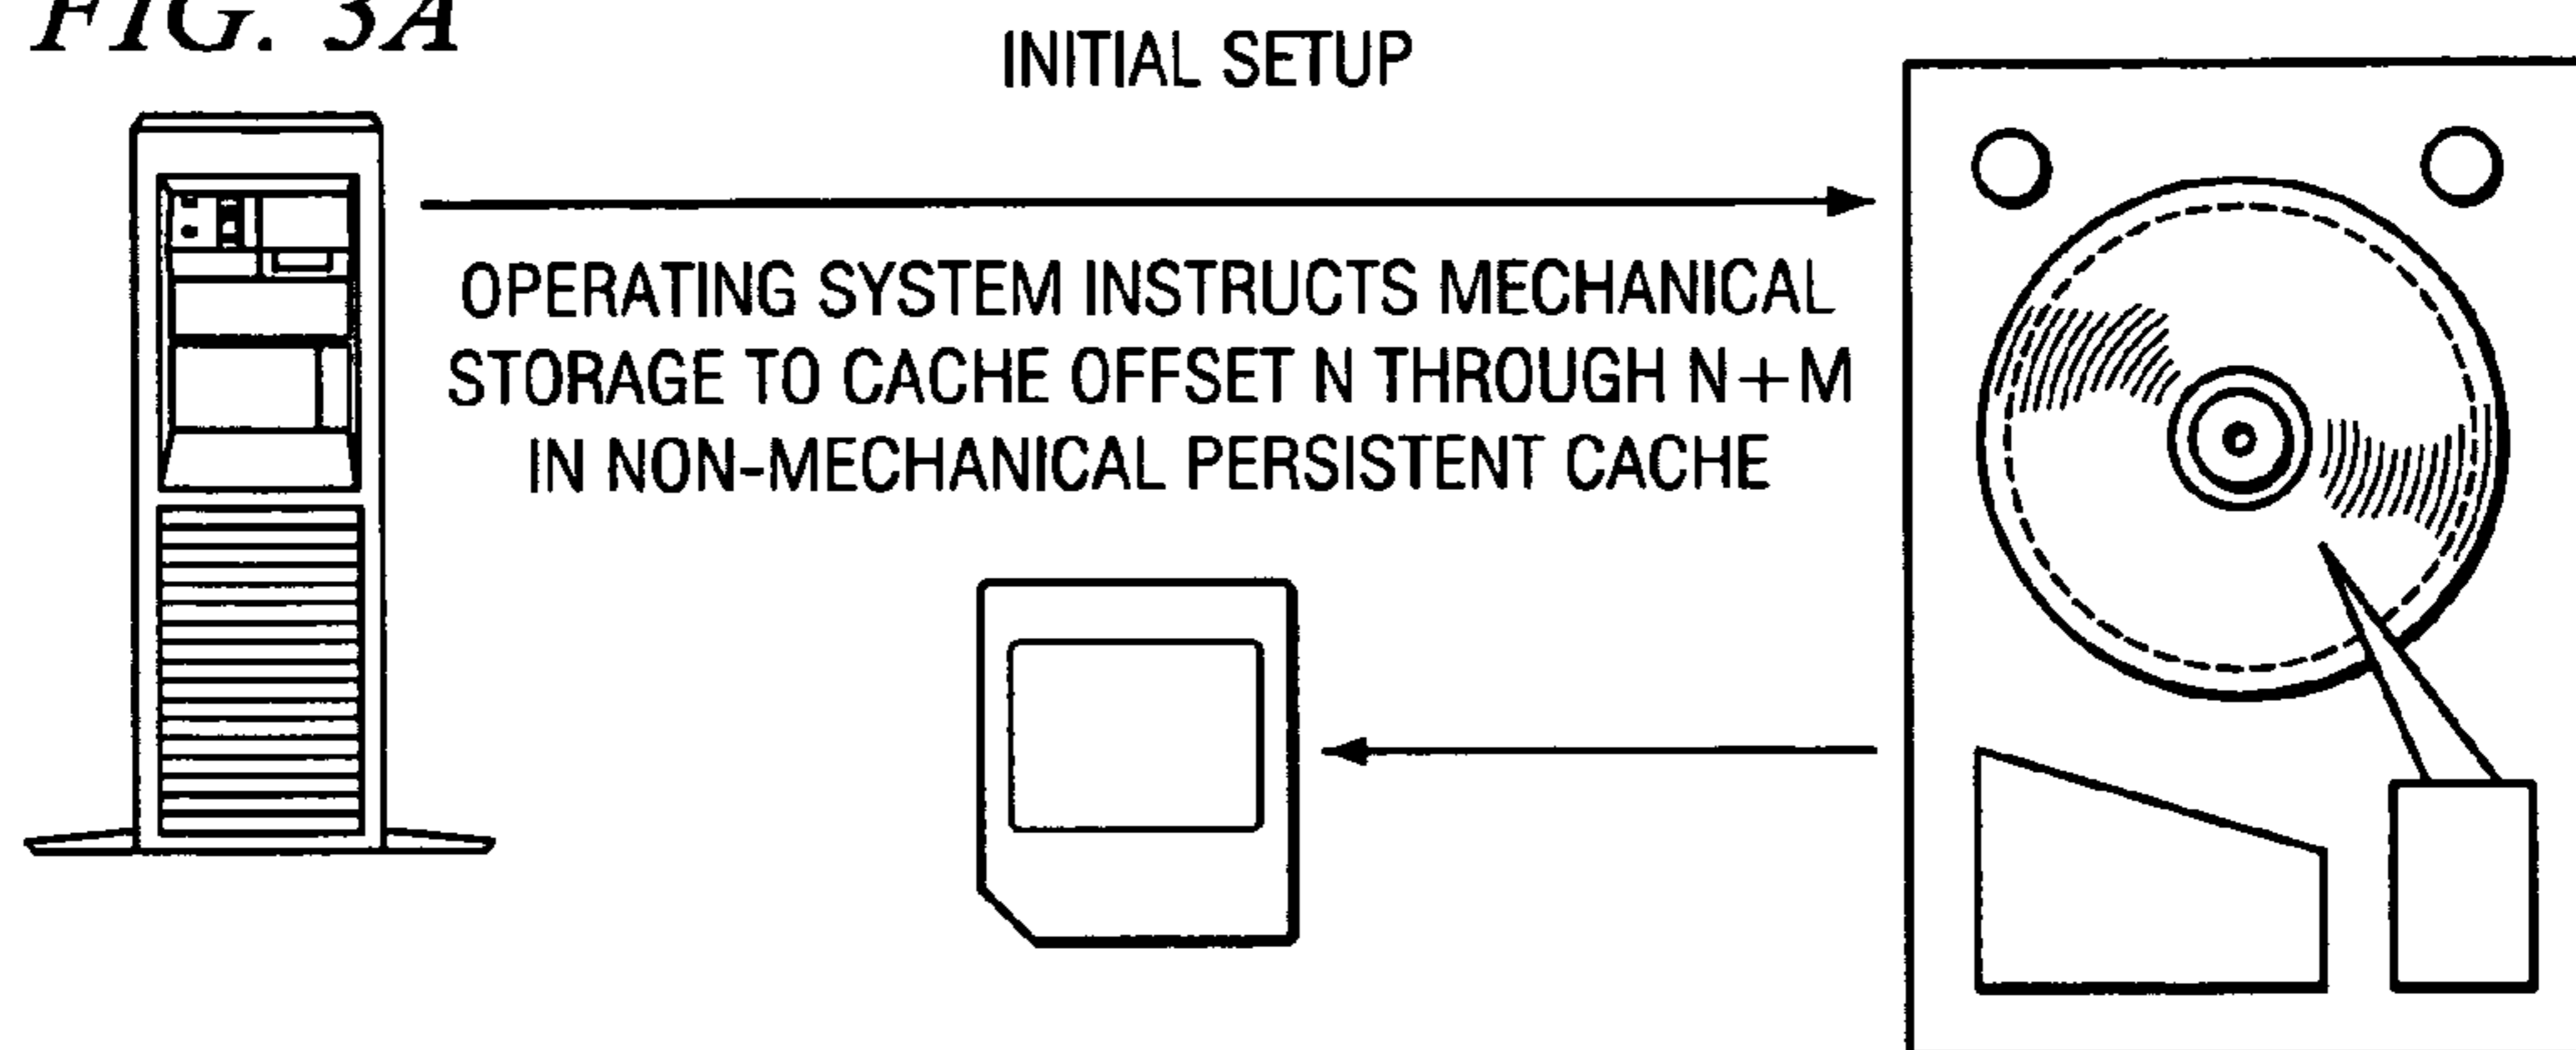 FIG. 3A
INITIAL SETUP
OPERATING SYSTEM INSTRUCTS MECHANICAL
STORAGE TO CACHE OFFSET N THROUGH N+M
IN NON-MECHANICAL PERSISTENT CACHE